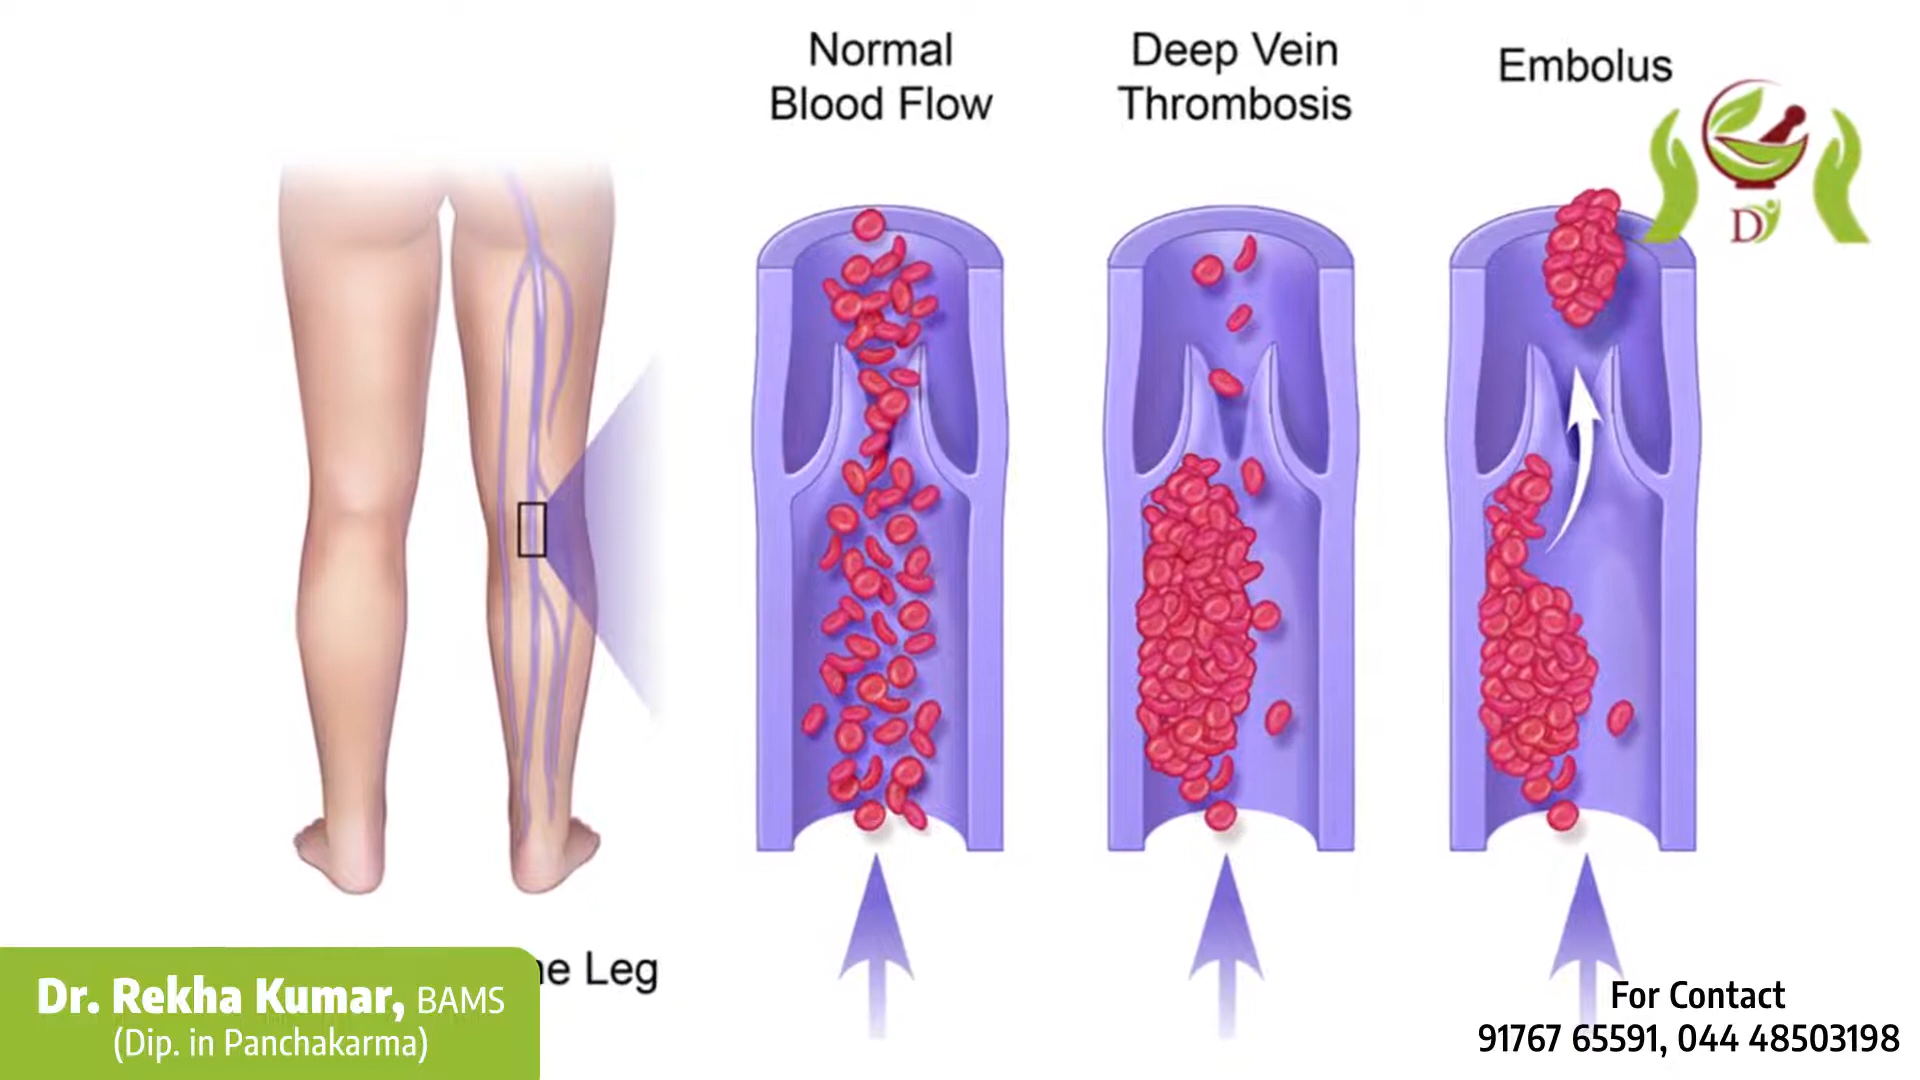 Normal
Blood Flow
Deep Vein
Thrombosis
Embolus
D
Leg
Dr. Rekha Kumar, BAMS
(Dip. in Panchakarma)
For Contact
91767 65591, 044 48503198